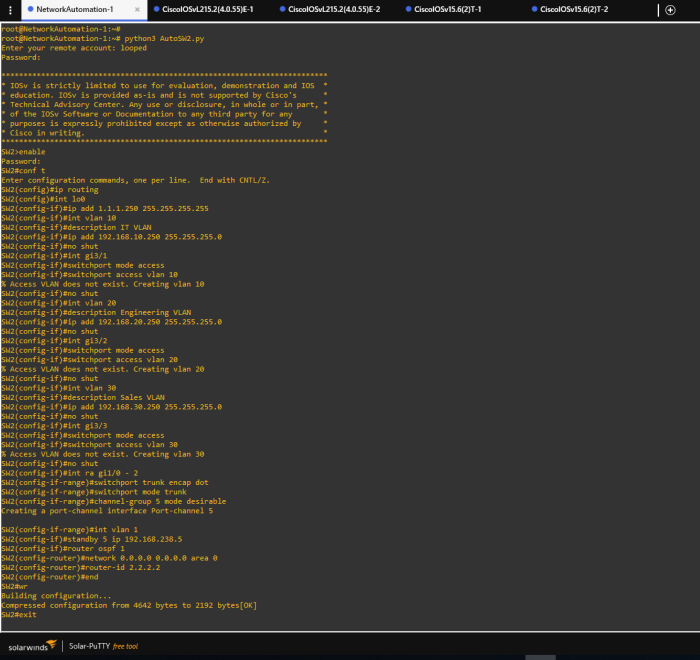 NetworkAutomation-1 × CiscoIOSvL215.2(4.0.55)E-1 CiscoIOSvL215.2(4.0.55)E-2 CiscoIOSv15.6(2)T-1 CiscoIOSv15.6(2)T-2
root@NetworkAutomation-1:~#
root@NetworkAutomation-1:~# python3 AutoSW2.py
Enter your remote account: looped
Password:
**************************************************************************
* IOSv is strictly limited to use for evaluation, demonstration and IOS *
* education. IOSv is provided as-is and is not supported by Cisco's *
* Technical Advisory Center. Any use or disclosure, in whole or in part, *
* of the IOSv Software or Documentation to any third party for any *
* purposes is expressly prohibited except as otherwise authorized by *
* Cisco in writing. *
**************************************************************************
SW2>enable
Password:
SW2#conf t
Enter configuration commands, one per line.  End with CNTL/Z.
SW2(config)#ip routing
SW2(config)#int lo0
SW2(config-if)#ip add 1.1.1.250 255.255.255.255
SW2(config-if)#int vlan 10
SW2(config-if)#description IT VLAN
SW2(config-if)#ip add 192.168.10.250 255.255.255.0
SW2(config-if)#no shut
SW2(config-if)#int gi3/1
SW2(config-if)#switchport mode access
SW2(config-if)#switchport access vlan 10
% Access VLAN does not exist. Creating vlan 10
SW2(config-if)#no shut
SW2(config-if)#int vlan 20
SW2(config-if)#description Engineering VLAN
SW2(config-if)#ip add 192.168.20.250 255.255.255.0
SW2(config-if)#no shut
SW2(config-if)#int gi3/2
SW2(config-if)#switchport mode access
SW2(config-if)#switchport access vlan 20
% Access VLAN does not exist. Creating vlan 20
SW2(config-if)#no shut
SW2(config-if)#int vlan 30
SW2(config-if)#description Sales VLAN
SW2(config-if)#ip add 192.168.30.250 255.255.255.0
SW2(config-if)#no shut
SW2(config-if)#int gi3/3
SW2(config-if)#switchport mode access
SW2(config-if)#switchport access vlan 30
% Access VLAN does not exist. Creating vlan 30
SW2(config-if)#no shut
SW2(config-if)#int ra gi1/0 - 2
SW2(config-if-range)#switchport trunk encap dot
SW2(config-if-range)#switchport mode trunk
SW2(config-if-range)#channel-group 5 mode desirable
Creating a port-channel interface Port-channel 5
SW2(config-if-range)#int vlan 1
SW2(config-if)#standby 5 ip 192.168.238.5
SW2(config-if)#router ospf 1
SW2(config-router)#network 0.0.0.0 0.0.0.0 area 0
SW2(config-router)#router-id 2.2.2.2
SW2(config-router)#end
SW2#wr
Building configuration...
Compressed configuration from 4642 bytes to 2192 bytes[OK]
SW2#exit
solarwinds Solar-PuTTY free tool